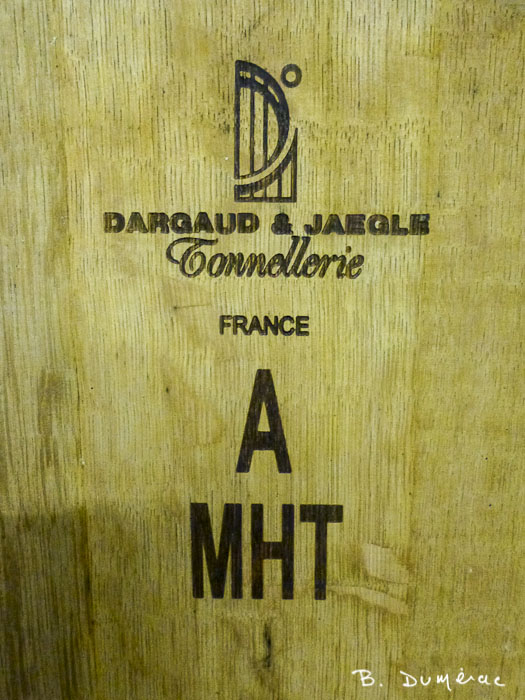 DARGAUD & JAEGLE
Tonnellerie
FRANCE
A
MHT
B. Dumérac